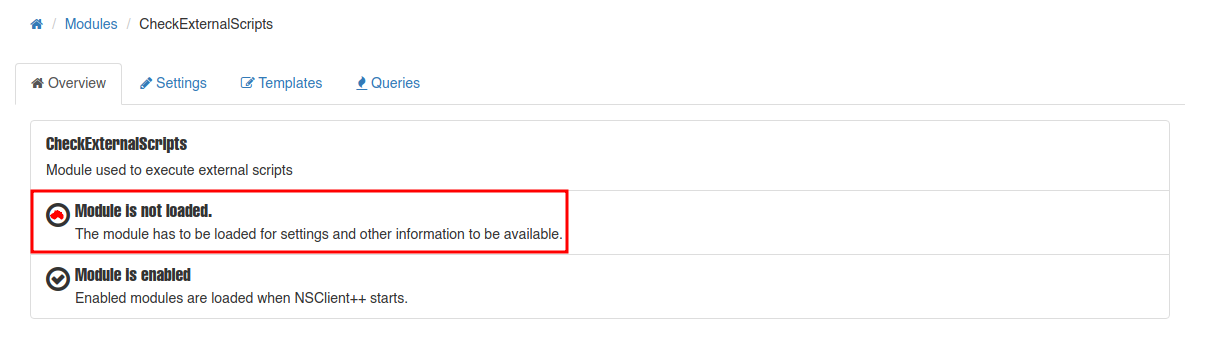 / Modules / CheckExternalScripts
Overview Settings Templates Queries
CheckExternalScripts
Module used to execute external scripts
Module is not loaded.
The module has to be loaded for settings and other information to be available.
Module is enabled
Enabled modules are loaded when NSClient++ starts.